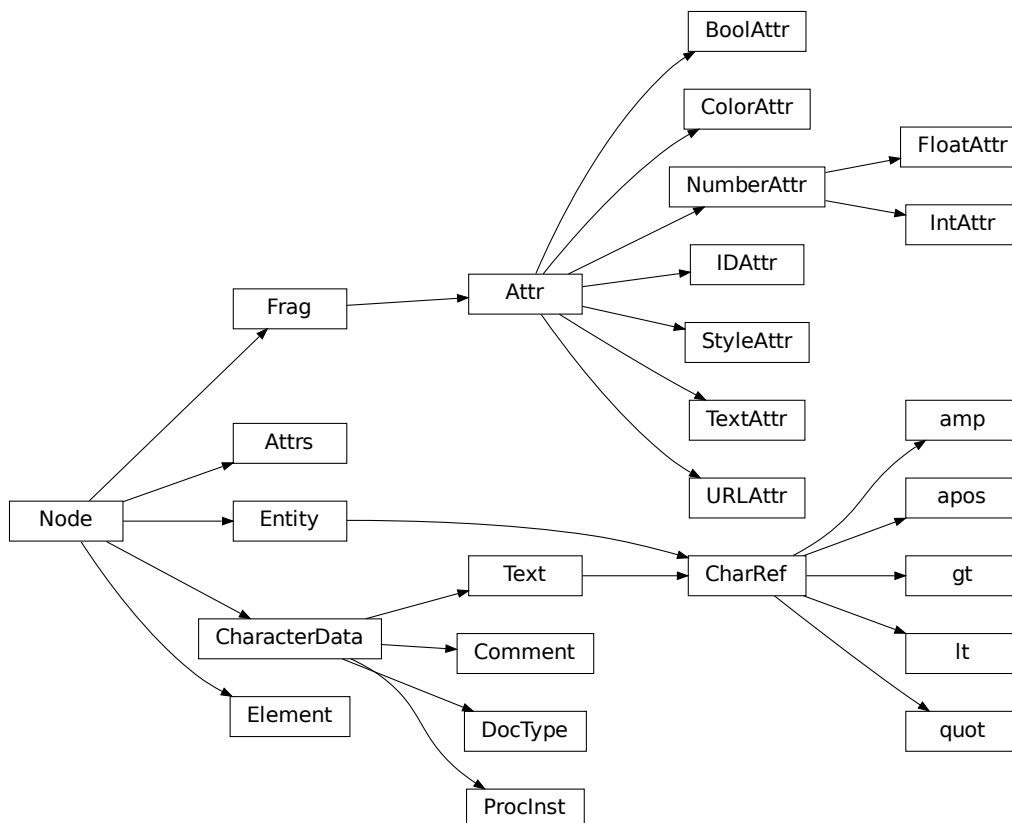 BoolAttr
ColorAttr
FloatAttr
NumberAttr
IntAttr
IDAttr
Attr
Frag
StyleAttr
TextAttr
amp
Attrs
URLAttr
apos
Node
Entity
Text
CharRef
gt
CharacterData
Comment
lt
Element
DocType
quot
ProcInst